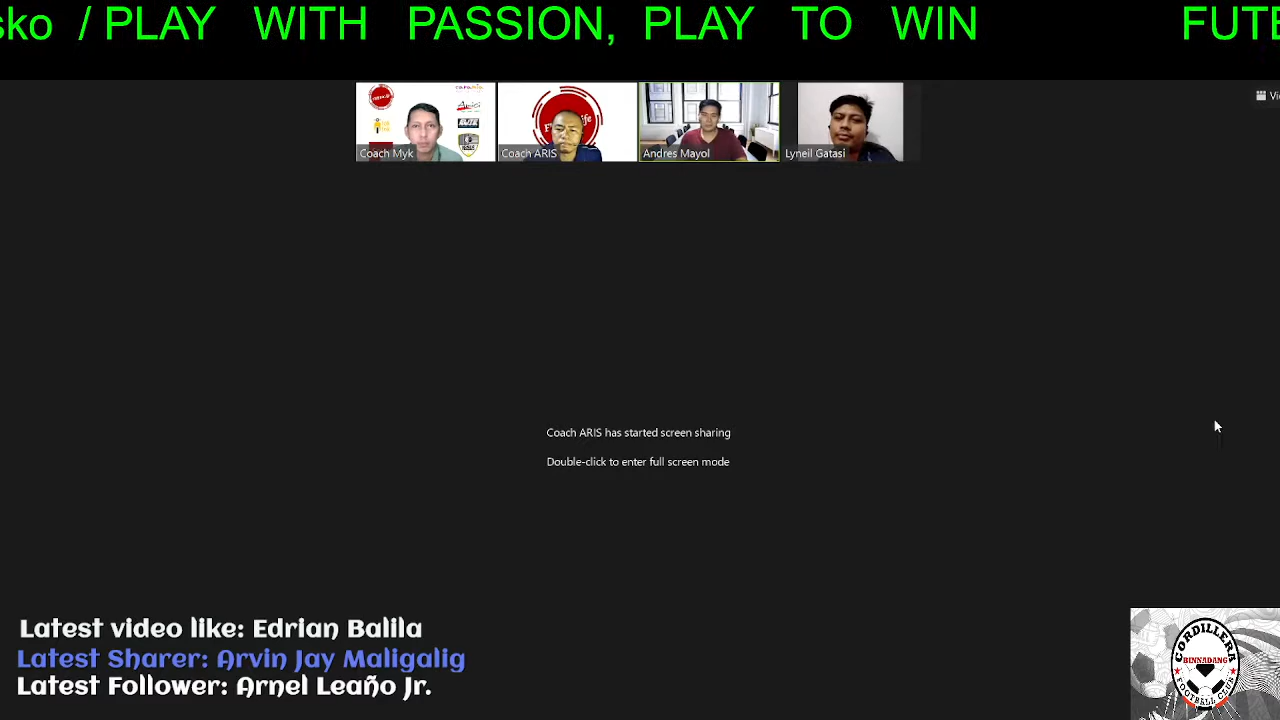 sko / PLAY WITH PASSION, PLAY TO WIN FUTE
Coach Myk
Coach ARIS
Andres Mayol
Lyneil Gatasi
Coach ARIS has started screen sharing
Double-click to enter full screen mode
Latest video like: Edrian Balila
Latest Sharer: Arvin Jay Maligalig
Latest Follower: Arnel Leaño Jr.
CORDILLERA
BINNADANG
FOOTBALL CLUB